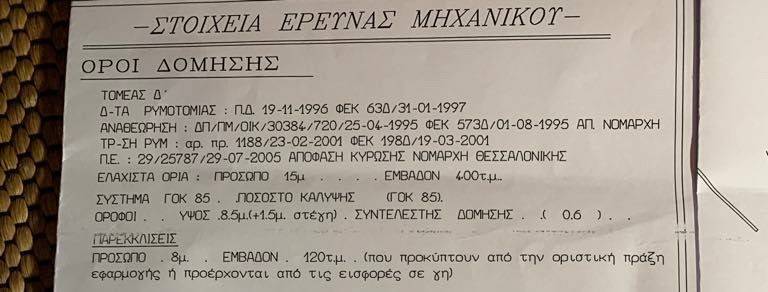 -ΣΤΟΙΧΕΙΑ ΕΡΕΥΝΑΣ ΜΗΧΑΝΙΚΟΥ-
ΟΡΟΙ ΔΟΜΗΣΗΣ
ΤΟΜΕΑΣ Δ'
Δ-ΤΑ ΡΥΜΟΤΟΜΙΑΣ : Π.Δ. 19-11-1996 ΦΕΚ 63Δ/31-01-1997
ΑΝΑΘΕΩΡΗΣΗ : ΔΠ/ΠΜ/ΟΙΚ/30384/720/25-04-1995 ΦΕΚ 573Δ/01-08-1995 ΑΠ. ΝΟΜΑΡΧΗ
ΤΡ-ΣΗ ΡΥΜ : αρ. πρ. 1188/23-02-2001 ΦΕΚ 198Δ/19-03-2001
Π.Ε. : 29/25787/29-07-2005 ΑΠΟΦΑΣΗ ΚΥΡΩΣΗΣ ΝΟΜΑΡΧΗ ΘΕΣΣΑΛΟΝΙΚΗΣ
ΕΛΑΧΙΣΤΑ ΟΡΙΑ : ΠΡΟΣΩΠΟ 15μ . . . . ΕΜΒΑΔΟΝ 400τ.μ..
ΣΥΣΤΗΜΑ ΓΟΚ 85 . .ΠΟΣΟΣΤΟ ΚΑΛΥΨΗΣ (ΓΟΚ 85).
ΟΡΟΦΟΙ . . ΥΨΟΣ .8.5μ.(+1.5μ. στέγη) . ΣΥΝΤΕΛΕΣΤΗΣ ΔΟΜΗΣΗΣ . .( 0,6 ) . .
ΠΑΡΕΚΚΛΙΣΕΙΣ
ΠΡΟΣΩΠΟ . 8μ . ΕΜΒΑΔΟΝ . 120τ.μ. . (που προκύπτουν από την οριστική πράξη
εφαρμογής ή προέρχονται από τις εισφορές σε γη)